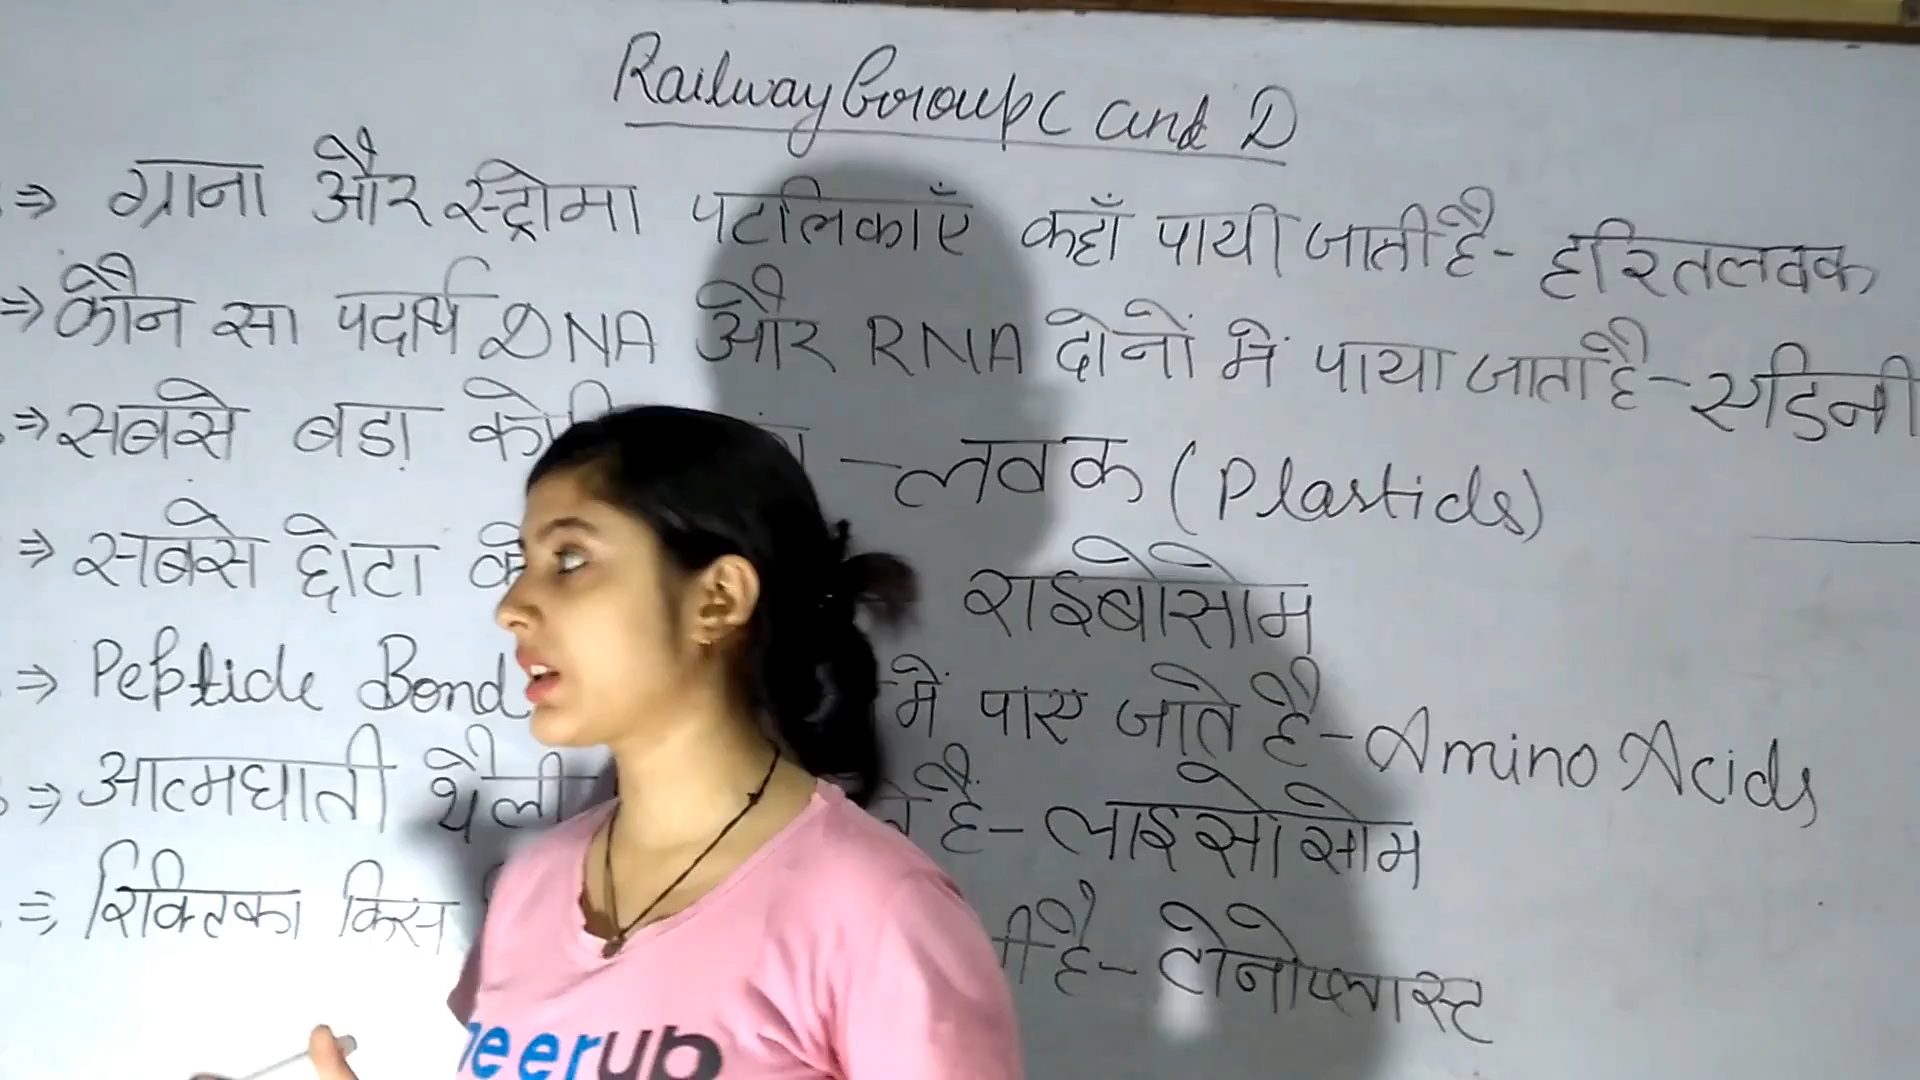 Railway Group C and D
⇒ ग्राना और स्ट्रोमा पटलिकाएँ कहाँ पायी जाती है - हरितलवक
⇒ कौन सा पदार्थ DNA और RNA दोनों में पाया जाता है - एडिनी
⇒ सबसे बड़ा - लवक (Plastids)
⇒ सबसे छोटा राइबोसोम
⇒ Peptide Bond में पाए जाते है - Amino Acids
⇒ आत्मघाती थैली है - लाइसोसोम
⇒ रिक्तिका किस है - टोनोप्लास्ट
neerup